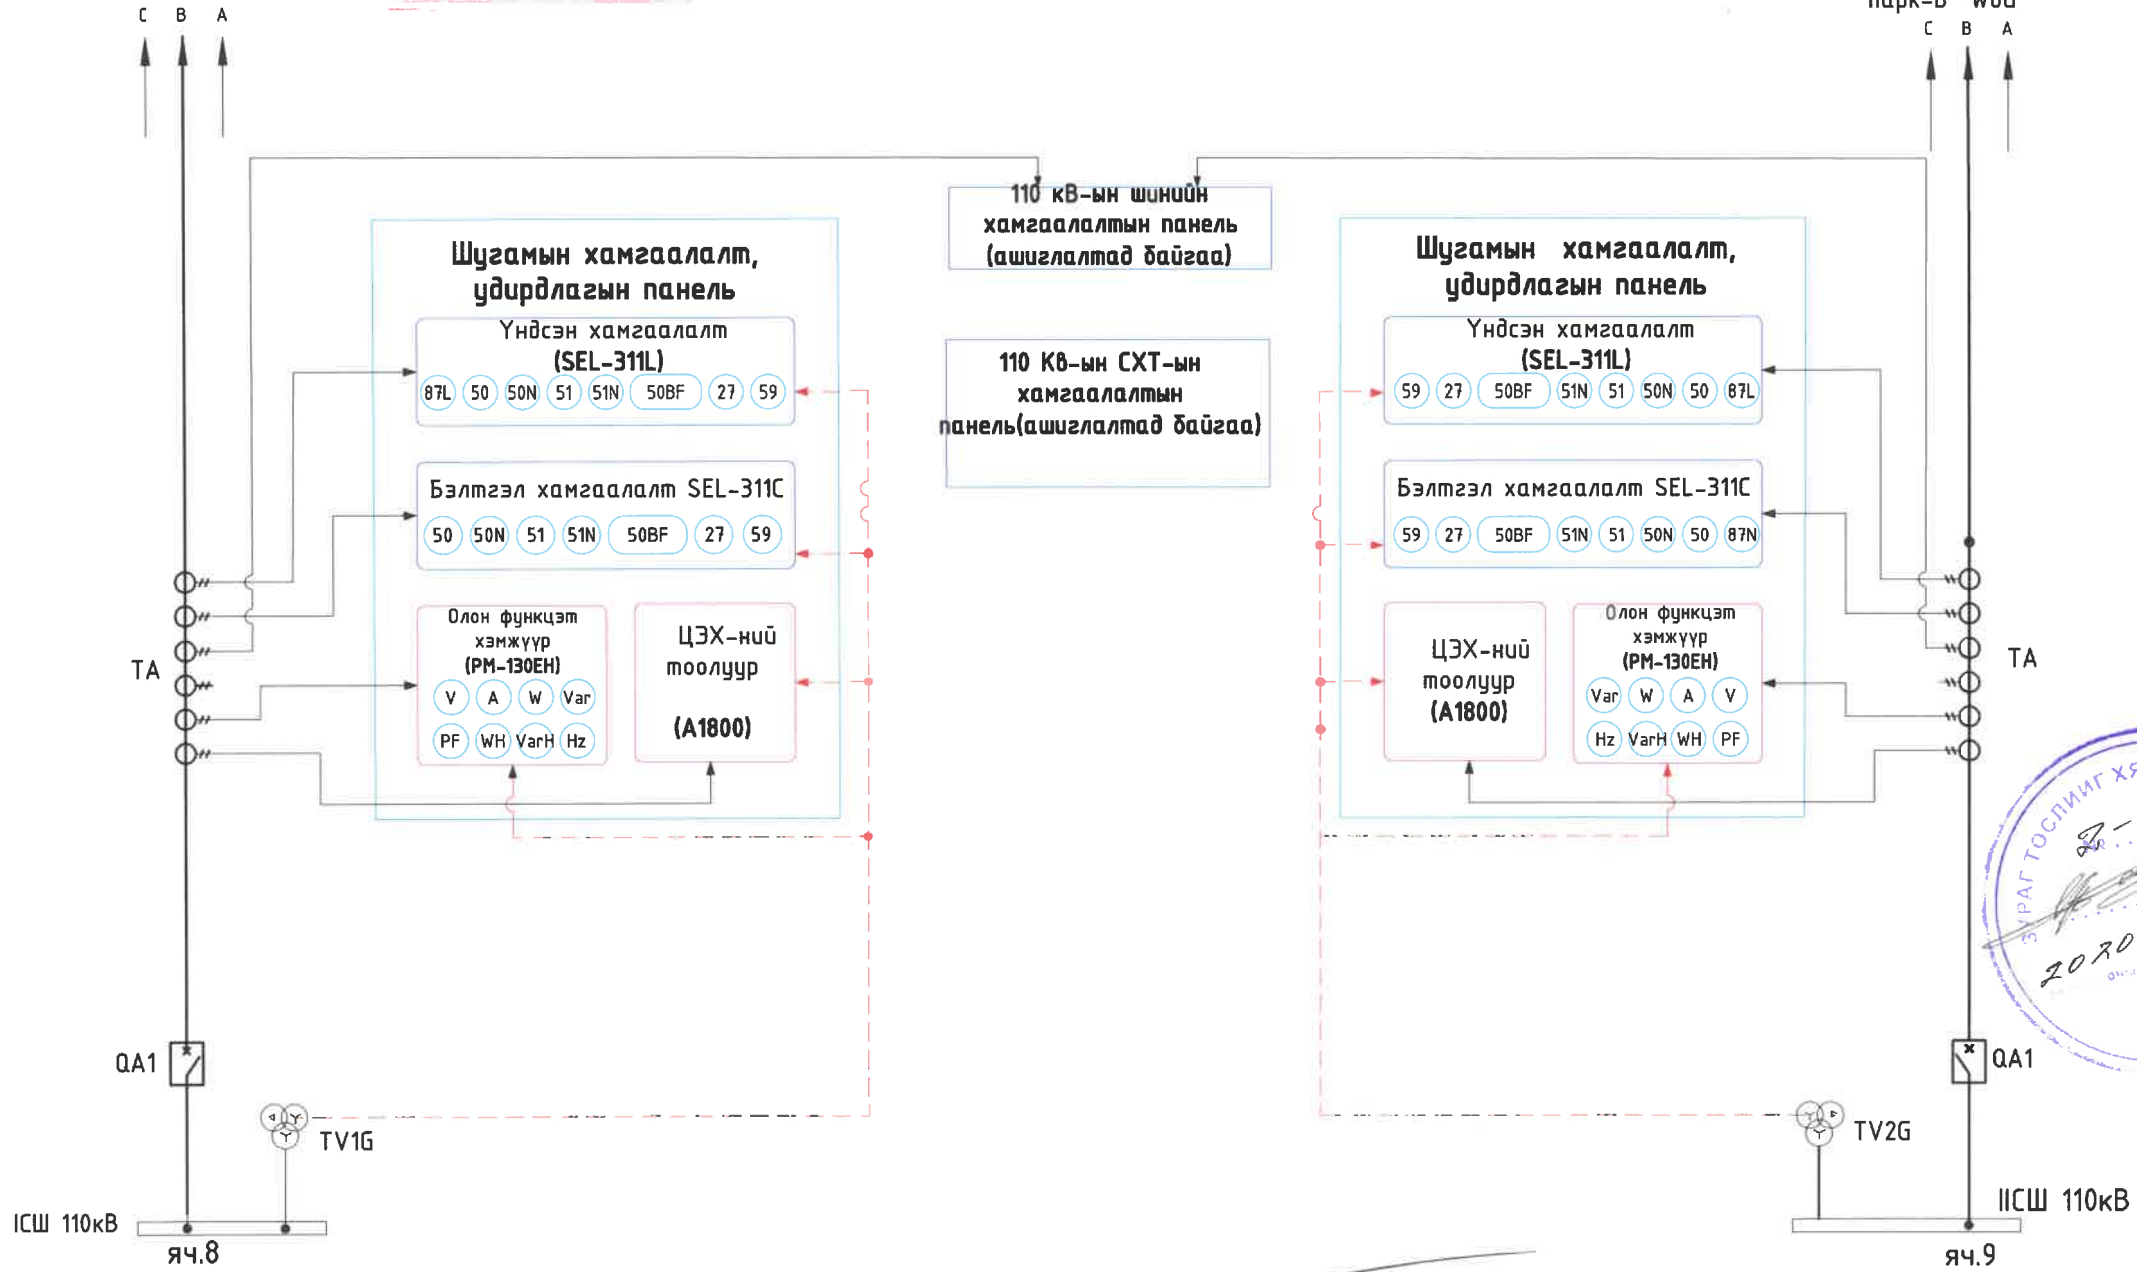 C B A
парк-В
C B A
110 кВ-ын шинийн
хамгаалалтын панель
(ашиглалтад байгаа)
110 Кв-ын СХТ-ын
хамгаалалтын
панель(ашиглалтад байгаа)
Шугамын хамгаалалт,
удирдлагын панель
Үндсэн хамгаалалт
(SEL-311L)
87L 50 50N 51 51N 50BF 27 59
Бэлтгэл хамгаалалт SEL-311C
50 50N 51 51N 50BF 27 59
Олон функцэт
хэмжүүр
(PM-130EH)
V A W Var
PF WH VarH Hz
ЦЭХ-ний
тоолуур
(A1800)
TA
QA1
TV1G
IСШ 110кВ
яч.8
Шугамын хамгаалалт,
удирдлагын панель
Үндсэн хамгаалалт
(SEL-311L)
59 27 50BF 51N 51 50N 50 87L
Бэлтгэл хамгаалалт SEL-311C
59 27 50BF 51N 51 50N 50 87N
ЦЭХ-ний
тоолуур
(A1800)
Олон функцэт
хэмжүүр
(PM-130EH)
Var W A V
Hz VarH WH PF
TA
QA1
TV2G
IIСШ 110кВ
яч.9
ЗУРАГ ТӨСЛИЙГ
2020